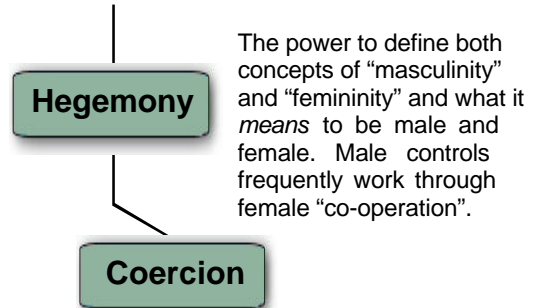 Hegemony
The power to define both
concepts of “masculinity”
and “femininity” and what it
means to be male and
female. Male controls
frequently work through
female “co-operation”.
Coercion